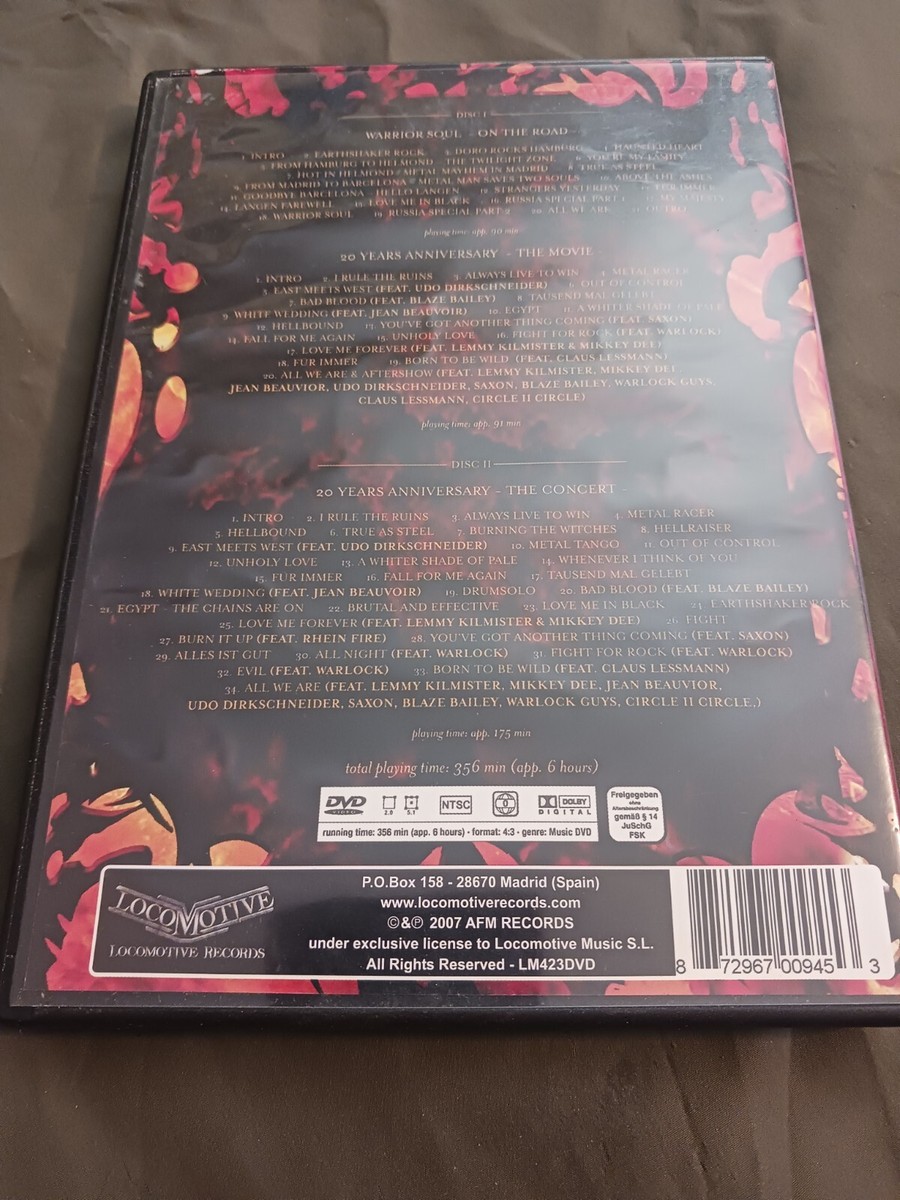 DISC I
WARRIOR SOUL - ON THE ROAD -
1. INTRO 2. EARTHSHAKER ROCK 3. DORO ROCKS HAMBURG 4. HAUNTED HEART
5. FROM HAMBURG TO HELMOND - THE TWILIGHT ZONE 6. YOU'RE MY FAMILY
7. HOT IN HELMOND - METAL MAYHEM IN MADRID 8. TRUE AS STEEL
9. FROM MADRID TO BARCELONA - METAL MAN SAVES TWO SOULS 10. ABOVE THE ASHES
11. GOODBYE BARCELONA - HELLO LANGEN 12. STRANGERS YESTERDAY 13. FUR IMMER
14. LANGEN FAREWELL 15. LOVE ME IN BLACK 16. RUSSIA SPECIAL PART 1 17. MY MAJESTY
18. WARRIOR SOUL 19. RUSSIA SPECIAL PART 2 20. ALL WE ARE 21. OUTRO
playing time: app. 90 min
20 YEARS ANNIVERSARY - THE MOVIE -
1. INTRO 2. I RULE THE RUINS 3. ALWAYS LIVE TO WIN 4. METAL RACER
5. EAST MEETS WEST (FEAT. UDO DIRKSCHNEIDER) 6. OUT OF CONTROL
7. BAD BLOOD (FEAT. BLAZE BAILEY) 8. TAUSEND MAL GELEBT
9. WHITE WEDDING (FEAT. JEAN BEAUVOIR) 10. EGYPT 11. A WHITER SHADE OF PALE
12. HELLBOUND 13. YOU'VE GOT ANOTHER THING COMING (FEAT. SAXON)
14. FALL FOR ME AGAIN 15. UNHOLY LOVE 16. FIGHT FOR ROCK (FEAT. WARLOCK)
17. LOVE ME FOREVER (FEAT. LEMMY KILMISTER & MIKKEY DEE)
18. FUR IMMER 19. BORN TO BE WILD (FEAT. CLAUS LESSMANN)
20. ALL WE ARE & AFTERSHOW (FEAT. LEMMY KILMISTER, MIKKEY DEE
JEAN BEAUVIOR, UDO DIRKSCHNEIDER, SAXON, BLAZE BAILEY, WARLOCK GUYS,
CLAUS LESSMANN, CIRCLE II CIRCLE)
playing time: app. 91 min
DISC II
20 YEARS ANNIVERSARY - THE CONCERT -
1. INTRO 2. I RULE THE RUINS 3. ALWAYS LIVE TO WIN 4. METAL RACER
5. HELLBOUND 6. TRUE AS STEEL 7. BURNING THE WITCHES 8. HELLRAISER
9. EAST MEETS WEST (FEAT. UDO DIRKSCHNEIDER) 10. METAL TANGO 11. OUT OF CONTROL
12. UNHOLY LOVE 13. A WHITER SHADE OF PALE 14. WHENEVER I THINK OF YOU
15. FUR IMMER 16. FALL FOR ME AGAIN 17. TAUSEND MAL GELEBT
18. WHITE WEDDING (FEAT. JEAN BEAUVOIR) 19. DRUMSOLO 20. BAD BLOOD (FEAT. BLAZE BAILEY)
21. EGYPT - THE CHAINS ARE ON 22. BRUTAL AND EFFECTIVE 23. LOVE ME IN BLACK 24. EARTHSHAKER ROCK
25. LOVE ME FOREVER (FEAT. LEMMY KILMISTER & MIKKEY DEE) 26. FIGHT
27. BURN IT UP (FEAT. RHEIN FIRE) 28. YOU'VE GOT ANOTHER THING COMING (FEAT. SAXON)
29. ALLES IST GUT 30. ALL NIGHT (FEAT. WARLOCK) 31. FIGHT FOR ROCK (FEAT. WARLOCK)
32. EVIL (FEAT. WARLOCK) 33. BORN TO BE WILD (FEAT. CLAUS LESSMANN)
34. ALL WE ARE (FEAT. LEMMY KILMISTER, MIKKEY DEE, JEAN BEAUVIOR,
UDO DIRKSCHNEIDER, SAXON, BLAZE BAILEY, WARLOCK GUYS, CIRCLE II CIRCLE,)
playing time: app. 175 min
total playing time: 356 min (app. 6 hours)
DVD VIDEO 2.0 5.1 NTSC 0 DOLBY DIGITAL
running time: 356 min (app. 6 hours) · format: 4:3 · genre: Music DVD
Freigegeben
ohne
Altersbeschränkung
gemäß § 14
JuSchG
FSK
LOCOMOTIVE
LOCOMOTIVE RECORDS
P.O.Box 158 - 28670 Madrid (Spain)
www.locomotiverecords.com
©&℗ 2007 AFM RECORDS
under exclusive license to Locomotive Music S.L.
All Rights Reserved - LM423DVD
8 72967 00945 3